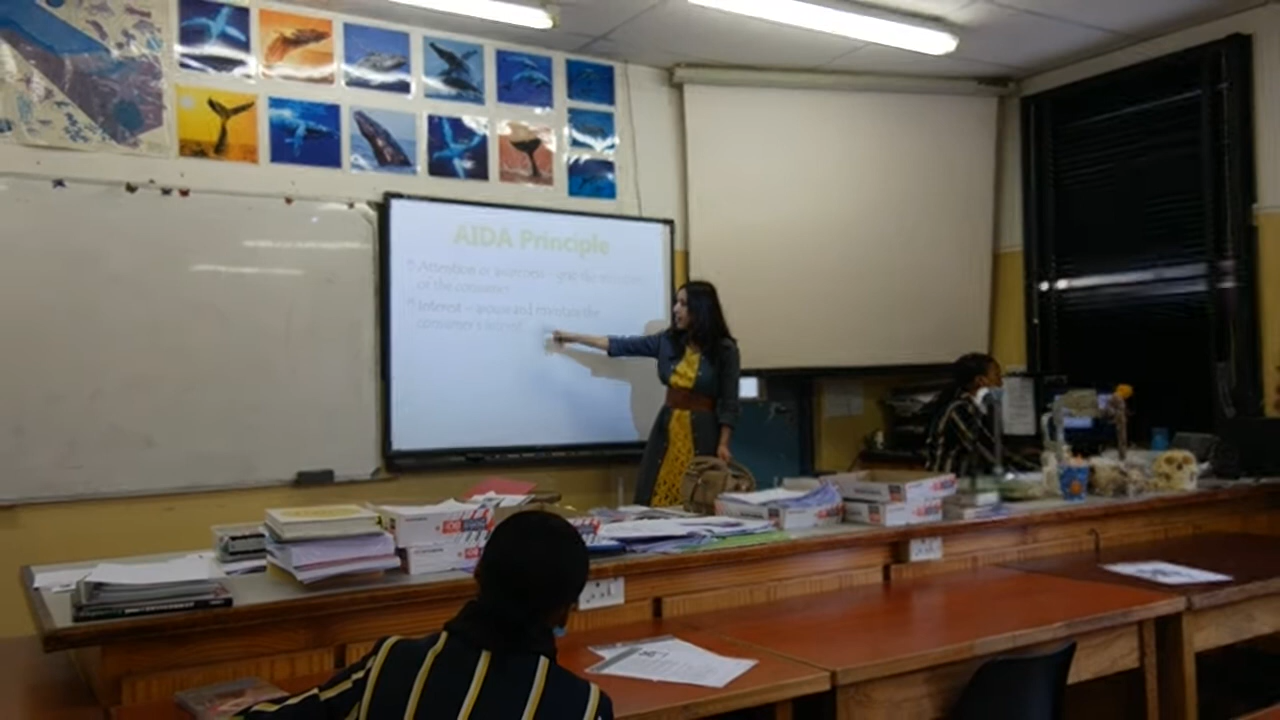 AIDA Principle
Attention or awareness – grab the attention
of the consumer
Interest – arouse and maintain the
consumer's interest